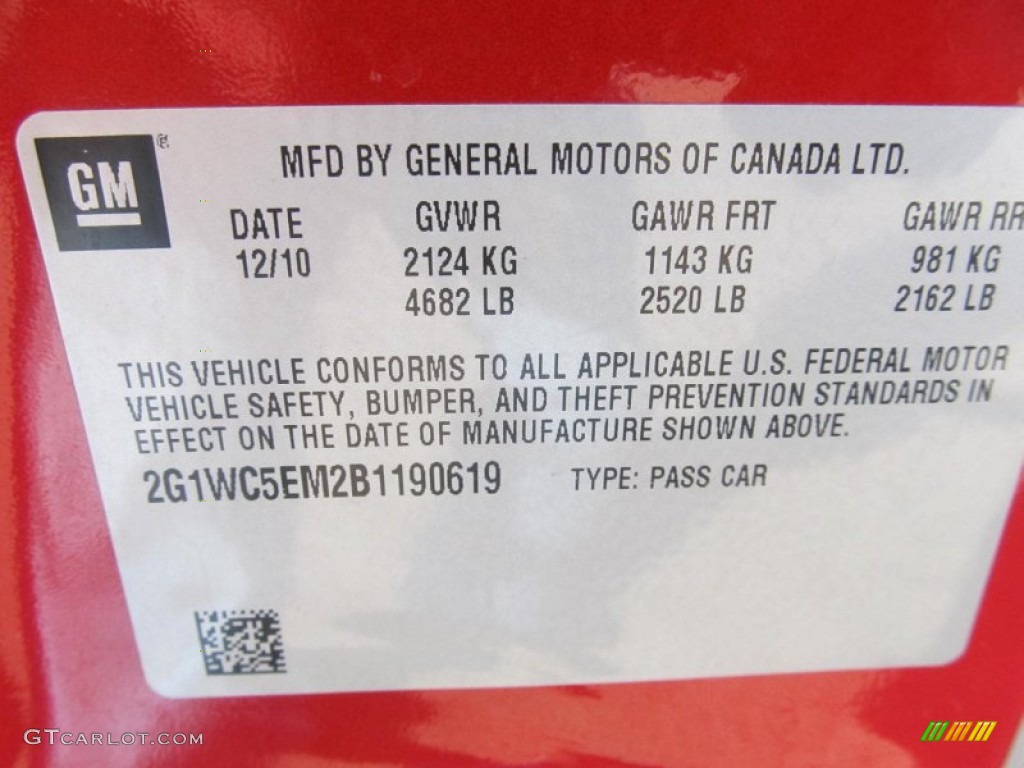 GM
MFD BY GENERAL MOTORS OF CANADA LTD.
DATE GVWR GAWR FRT GAWR RR
12/10 2124 KG 1143 KG 981 KG
4682 LB 2520 LB 2162 LB
THIS VEHICLE CONFORMS TO ALL APPLICABLE U.S. FEDERAL MOTOR
VEHICLE SAFETY, BUMPER, AND THEFT PREVENTION STANDARDS IN
EFFECT ON THE DATE OF MANUFACTURE SHOWN ABOVE.
2G1WC5EM2B1190619 TYPE: PASS CAR
GTCARLOT.COM